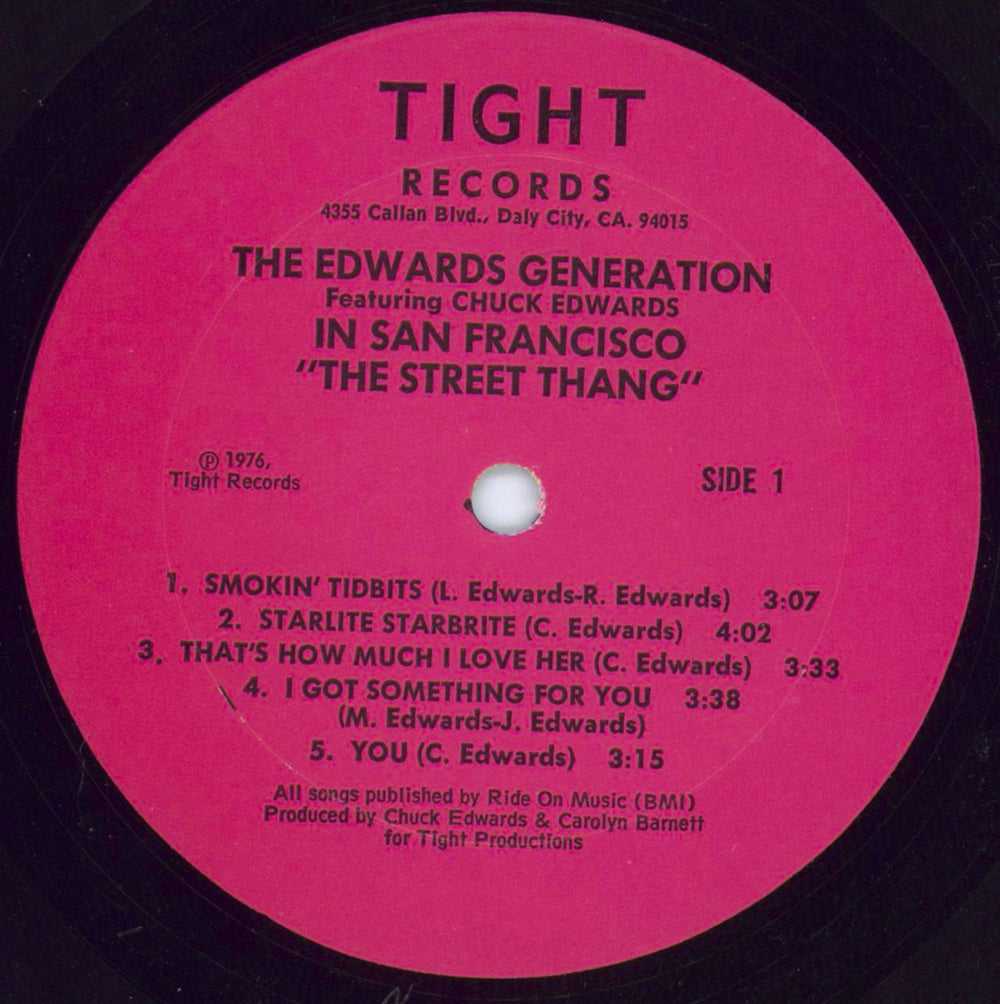 TIGHT
RECORDS
4355 Callan Blvd., Daly City, CA. 94015
THE EDWARDS GENERATION
Featuring CHUCK EDWARDS
IN SAN FRANCISCO
"THE STREET THANG"
℗ 1976,
Tight Records
SIDE 1
1. SMOKIN' TIDBITS (L. Edwards-R. Edwards) 3:07
2. STARLITE STARBRITE (C. Edwards) 4:02
3. THAT'S HOW MUCH I LOVE HER (C. Edwards) 3:33
4. I GOT SOMETHING FOR YOU 3:38
(M. Edwards-J. Edwards)
5. YOU (C. Edwards) 3:15
All songs published by Ride On Music (BMI)
Produced by Chuck Edwards & Carolyn Barnett
for Tight Productions